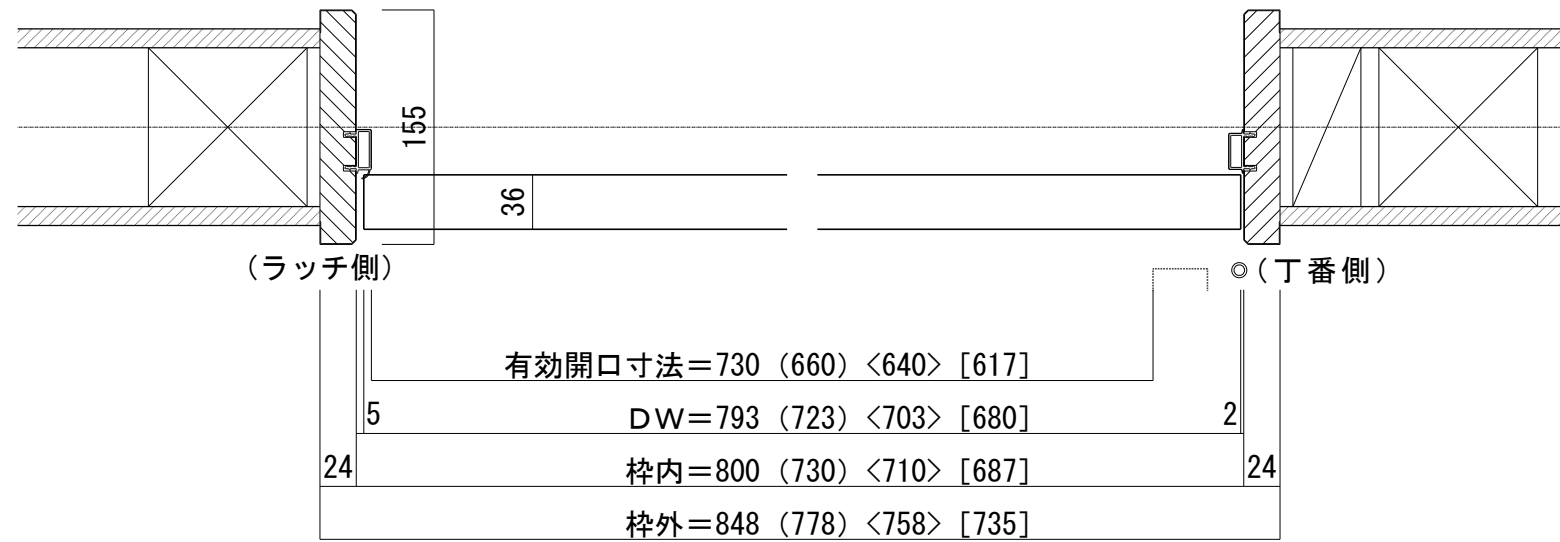 155
36
(ラッチ側)
(丁番側)
有効開口寸法=730 (660) <640> [617]
5
DW=793 (723) <703> [680]
2
24
枠内=800 (730) <710> [687]
24
枠外=848 (778) <758> [735]